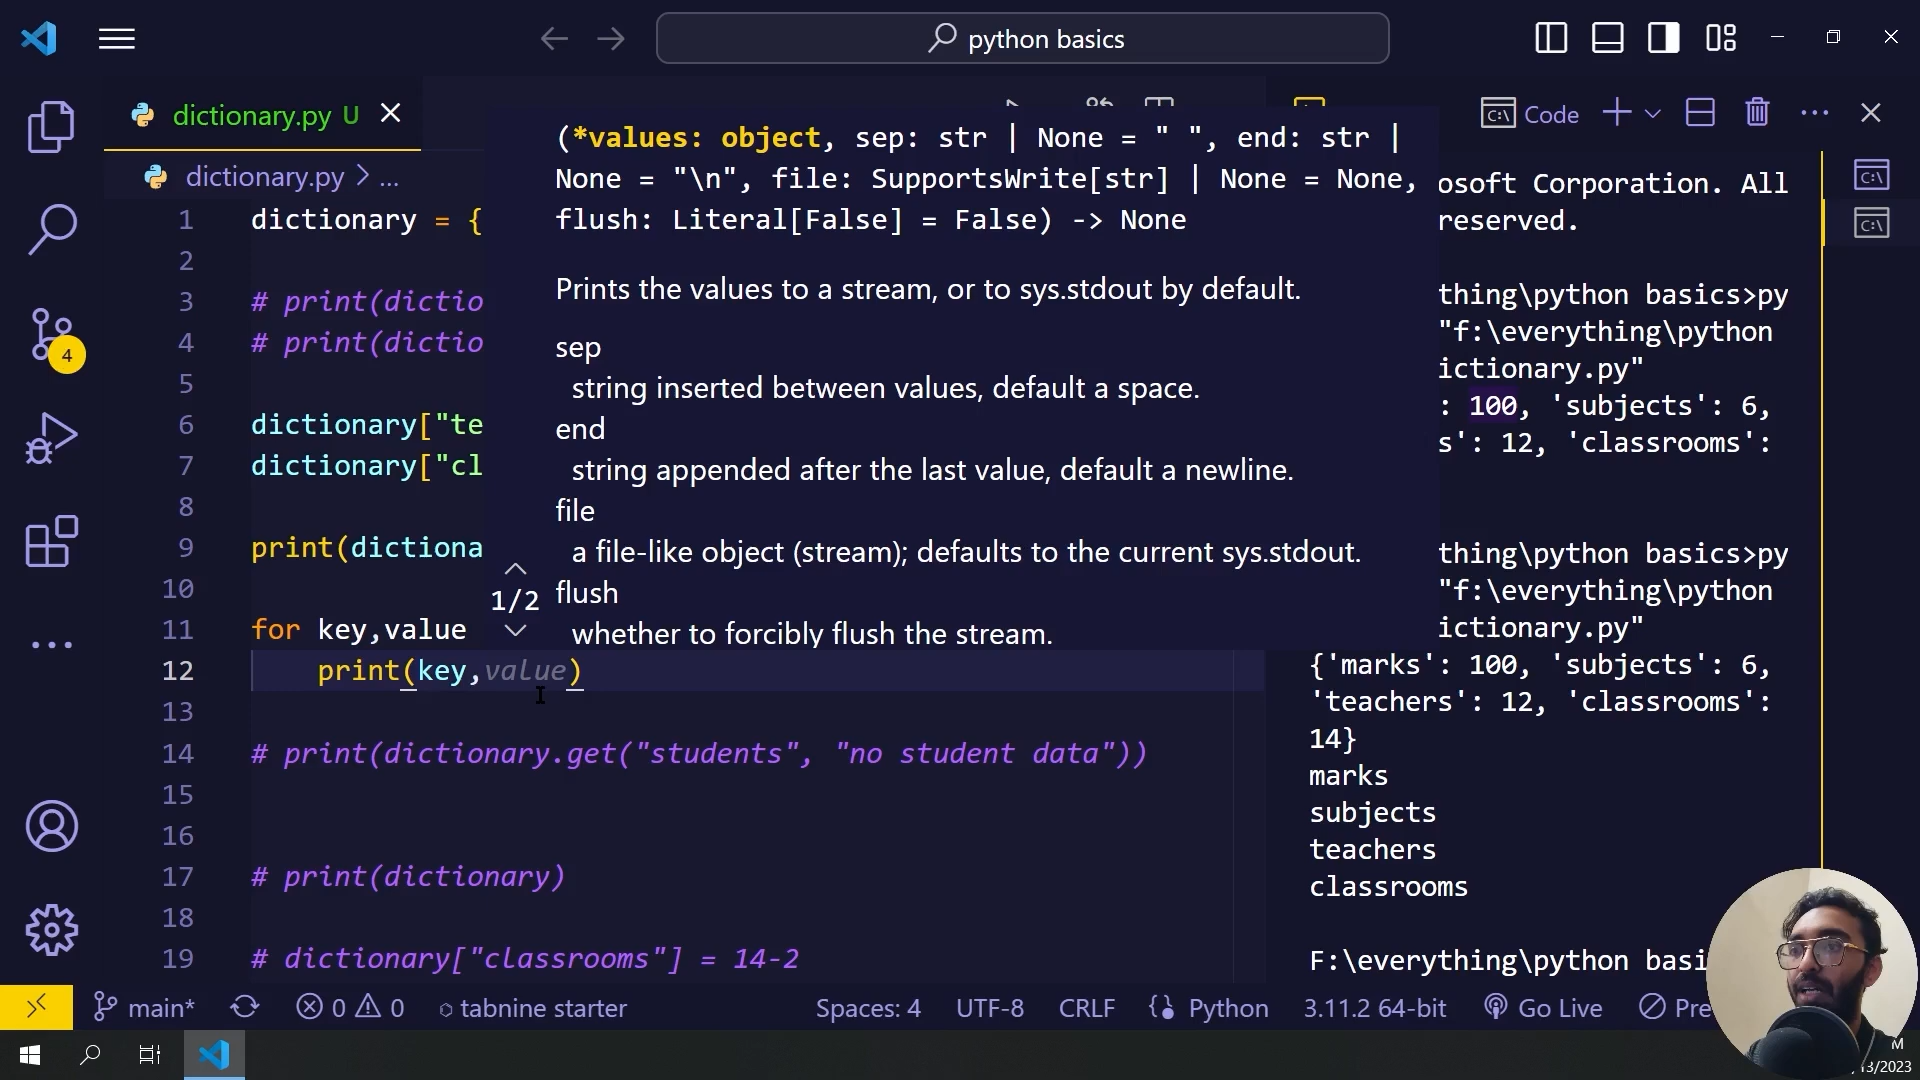 python basics
dictionary.py U
Code
dictionary.py > ...
(*values: object, sep: str | None = " ", end: str |
None = "\n", file: SupportsWrite[str] | None = None,
flush: Literal[False] = False) -> None
Prints the values to a stream, or to sys.stdout by default.
sep
string inserted between values, default a space.
end
string appended after the last value, default a newline.
file
a file-like object (stream); defaults to the current sys.stdout.
flush
whether to forcibly flush the stream.
1/2
1 dictionary = {
2
3 # print(dictio
4 # print(dictio
5
6 dictionary["te
7 dictionary["cl
8
9 print(dictiona
10
11 for key,value
12 print(key,value)
13
14 # print(dictionary.get("students", "no student data"))
15
16
17 # print(dictionary)
18
19 # dictionary["classrooms"] = 14-2
osoft Corporation. All
reserved.
thing\python basics>py
"f:\everything\python
ictionary.py"
: 100, 'subjects': 6,
s': 12, 'classrooms':
thing\python basics>py
"f:\everything\python
ictionary.py"
{'marks': 100, 'subjects': 6,
'teachers': 12, 'classrooms':
14}
marks
subjects
teachers
classrooms
F:\everything\python basi
4
main*
0
0
tabnine starter
Spaces: 4
UTF-8
CRLF
Python
3.11.2 64-bit
Go Live
Pre
M
13/2023